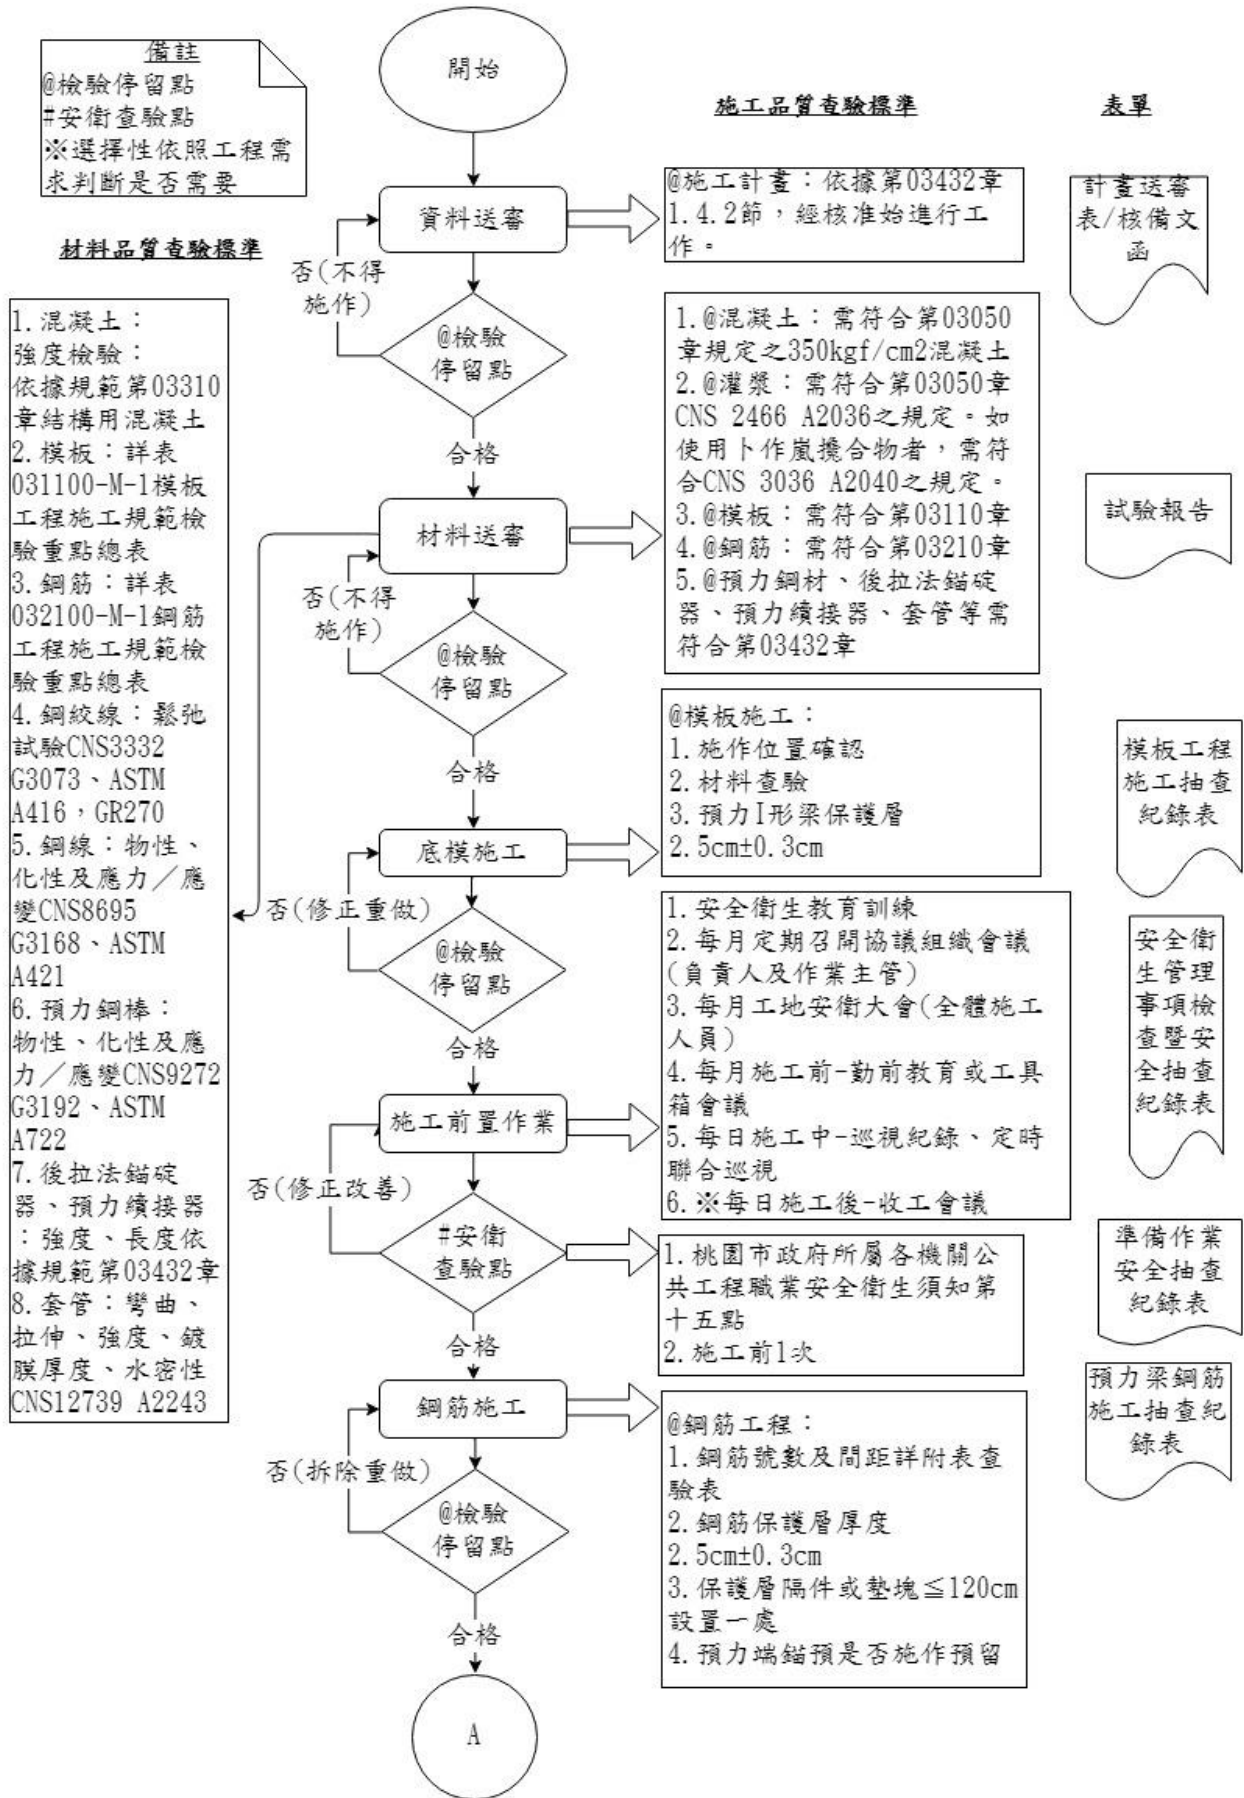 備註
@檢驗停留點
#安衛查驗點
※選擇性依照工程需
求判斷是否需要
開始
施工品質查驗標準
表單
資料送審
@施工計畫：依據第03432章
1.4.2節，經核准始進行工
作。
計畫送審
表/核備文
函
否(不得
施作)
@檢驗
停留點
合格
材料品質查驗標準
1.混凝土：
強度檢驗：
依據規範第03310
章結構用混凝土
2.模板：詳表
031100-M-1模板
工程施工規範檢
驗重點總表
3.鋼筋：詳表
032100-M-1鋼筋
工程施工規範檢
驗重點總表
4.鋼絞線：鬆弛
試驗CNS3332
G3073、ASTM
A416，GR270
5.鋼線：物性、
化性及應力／應
變CNS8695
G3168、ASTM
A421
6.預力鋼棒：
物性、化性及應
力／應變CNS9272
G3192、ASTM
A722
7.後拉法錨碇
器、預力續接器
：強度、長度依
據規範第03432章
8.套管：彎曲、
拉伸、強度、鍍
膜厚度、水密性
CNS12739 A2243
材料送審
1.@混凝土：需符合第03050
章規定之350kgf/cm2混凝土
2.@灌漿：需符合第03050章
CNS 2466 A2036之規定。如
使用卜作嵐攙合物者，需符
合CNS 3036 A2040之規定。
3.@模板：需符合第03110章
4.@鋼筋：需符合第03210章
5.@預力鋼材、後拉法錨碇
器、預力續接器、套管等需
符合第03432章
試驗報告
否(不得
施作)
@檢驗
停留點
合格
底模施工
@模板施工：
1.施作位置確認
2.材料查驗
3.預力I形梁保護層
2.5cm±0.3cm
模板工程
施工抽查
紀錄表
否(修正重做)
@檢驗
停留點
合格
施工前置作業
1.安全衛生教育訓練
2.每月定期召開協議組織會議
(負責人及作業主管)
3.每月工地安衛大會(全體施工
人員)
4.每月施工前-勤前教育或工具
箱會議
5.每日施工中-巡視紀錄、定時
聯合巡視
6.※每日施工後-收工會議
安全衛
生管理
事項檢
查暨安
全抽查
紀錄表
否(修正改善)
#安衛
查驗點
1.桃園市政府所屬各機關公
共工程職業安全衛生須知第
十五點
2.施工前1次
準備作業
安全抽查
紀錄表
合格
鋼筋施工
@鋼筋工程：
1.鋼筋號數及間距詳附表查
驗表
2.鋼筋保護層厚度
2.5cm±0.3cm
3.保護層隔件或墊塊≦120cm
設置一處
4.預力端錨預是否施作預留
預力梁鋼筋
施工抽查紀
錄表
否(拆除重做)
@檢驗
停留點
合格
A